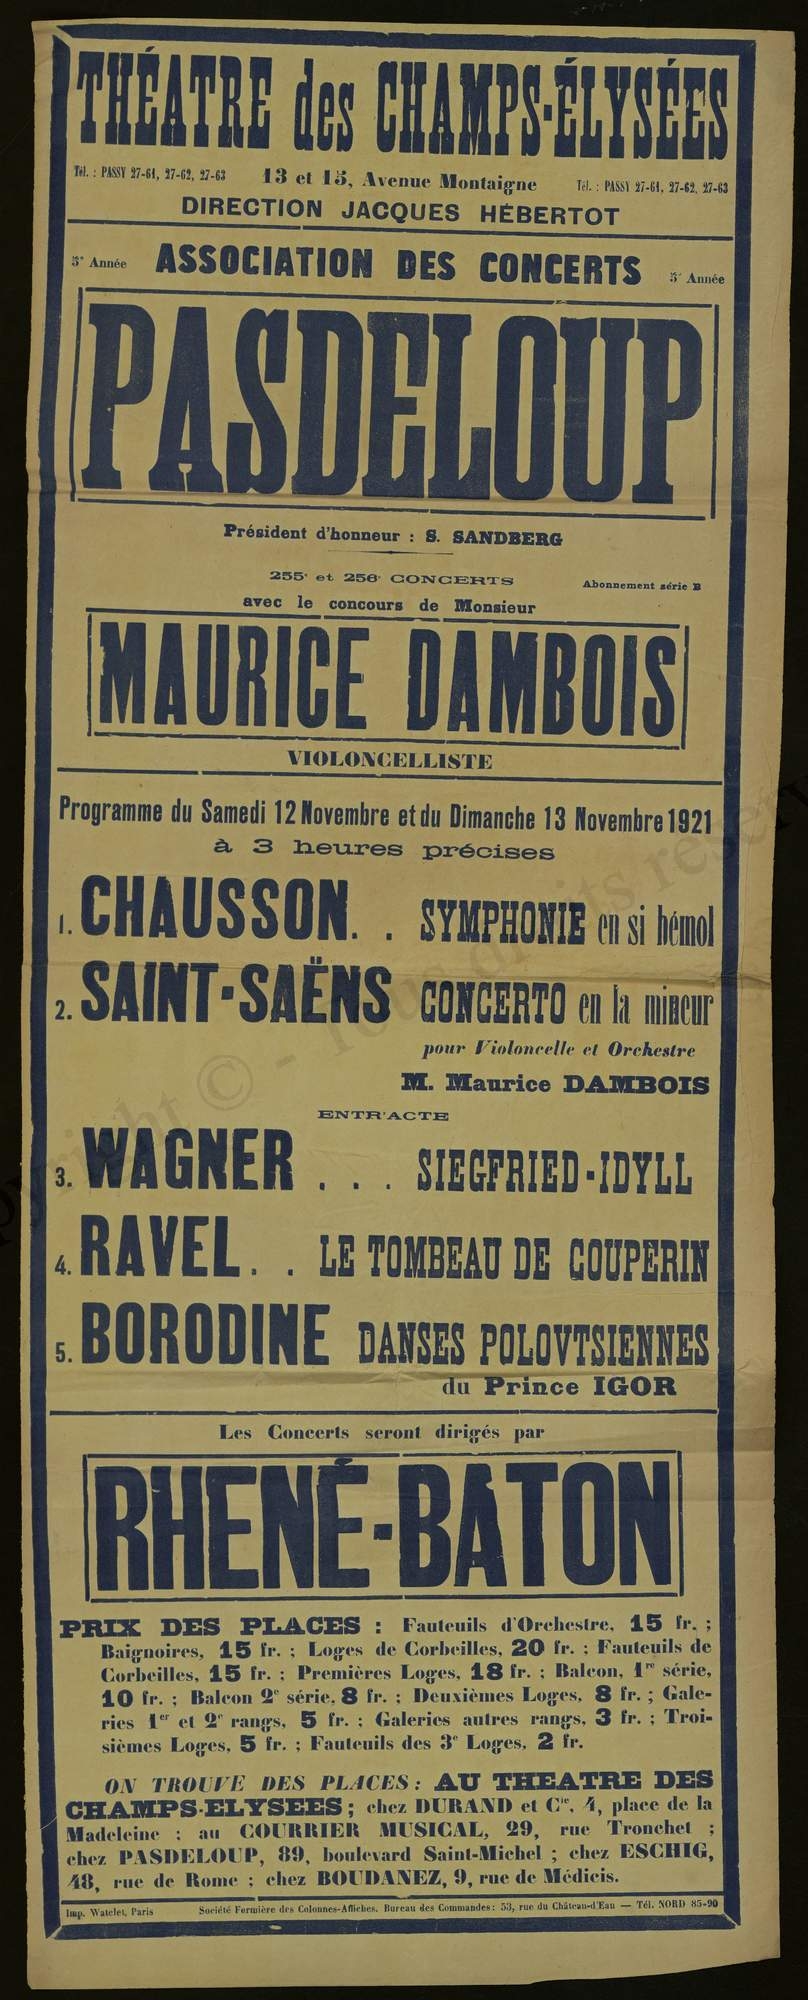 THÉATRE des CHAMPS-ÉLYSÉES
Tél. : PASSY 27-61, 27-62, 27-63 13 et 15, Avenue Montaigne Tél. : PASSY 27-61, 27-62, 27-63
DIRECTION JACQUES HÉBERTOT
5e Année ASSOCIATION DES CONCERTS 5e Année
PASDELOUP
Président d'honneur : S. SANDBERG
255e et 256e CONCERTS Abonnement série B
avec le concours de Monsieur
MAURICE DAMBOIS
VIOLONCELLISTE
Programme du Samedi 12 Novembre et du Dimanche 13 Novembre 1921
à 3 heures précises
1. CHAUSSON. . SYMPHONIE en si bémol
2. SAINT-SAËNS CONCERTO en la mineur
pour Violoncelle et Orchestre
M. Maurice DAMBOIS
ENTR'ACTE
3. WAGNER . . . SIEGFRIED-IDYLL
4. RAVEL. . LE TOMBEAU DE COUPERIN
5. BORODINE DANSES POLOVTSIENNES
du Prince IGOR
Les Concerts seront dirigés par
RHENÉ-BATON
PRIX DES PLACES : Fauteuils d'Orchestre, 15 fr. ;
Baignoires, 15 fr. ; Loges de Corbeilles, 20 fr. ; Fauteuils de
Corbeilles, 15 fr. ; Premières Loges, 18 fr. ; Balcon, 1re série,
10 fr. ; Balcon 2e série, 8 fr. ; Deuxièmes Loges, 8 fr. ; Gale-
ries 1er et 2e rangs, 5 fr. ; Galeries autres rangs, 3 fr. ; Troi-
sièmes Loges, 5 fr. ; Fauteuils des 3e Loges, 2 fr.
ON TROUVE DES PLACES : AU THEATRE DES
CHAMPS-ELYSEES ; chez DURAND et Cie, 4, place de la
Madeleine ; au COURRIER MUSICAL, 29, rue Tronchet ;
chez PASDELOUP, 89, boulevard Saint-Michel ; chez ESCHIG,
48, rue de Rome ; chez BOUDANEZ, 9, rue de Médicis.
Imp. Watelet, Paris Société Fermière des Colonnes-Affiches. Bureau des Commandes : 53, rue du Château-d'Eau — Tél. NORD 85-90
pyright © - Tous droits réserv